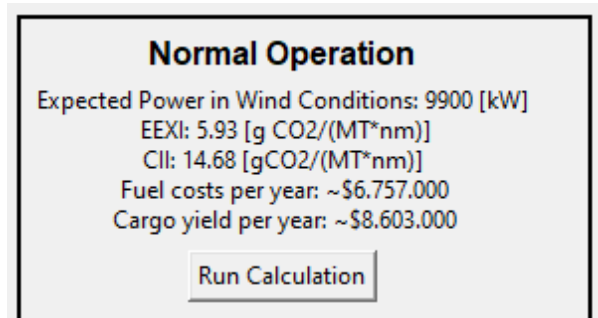 Normal Operation
Expected Power in Wind Conditions: 9900 [kW]
EEXI: 5.93 [g CO2/(MT*nm)]
CII: 14.68 [gCO2/(MT*nm)]
Fuel costs per year: ~$6.757.000
Cargo yield per year: ~$8.603.000
Run Calculation